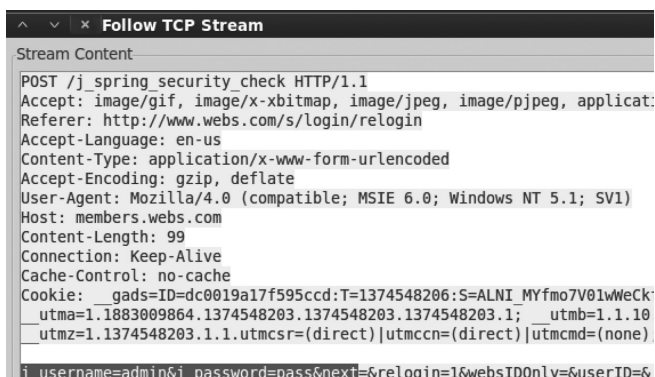 Follow TCP Stream
Stream Content
POST /j_spring_security_check HTTP/1.1
Accept: image/gif, image/x-xbitmap, image/jpeg, image/pjpeg, applicati
Referer: http://www.webs.com/s/login/relogin
Accept-Language: en-us
Content-Type: application/x-www-form-urlencoded
Accept-Encoding: gzip, deflate
User-Agent: Mozilla/4.0 (compatible; MSIE 6.0; Windows NT 5.1; SV1)
Host: members.webs.com
Content-Length: 99
Connection: Keep-Alive
Cache-Control: no-cache
Cookie: __gads=ID=dc0019a17f595ccd:T=1374548206:S=ALNI_MYfmo7V01wWeCkt
__utma=1.1883009864.1374548203.1374548203.1374548203.1; __utmb=1.1.10
__utmz=1.1374548203.1.1.utmcsr=(direct)|utmccn=(direct)|utmcmd=(none)
j_username=admin&j_password=pass&next=&relogin=1&websIDOnly=&userID=&